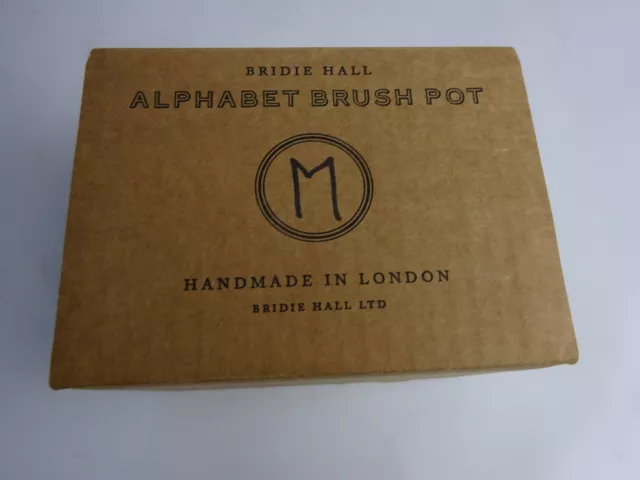 BRIDIE HALL
ALPHABET BRUSH POT
M
HANDMADE IN LONDON
BRIDIE HALL LTD